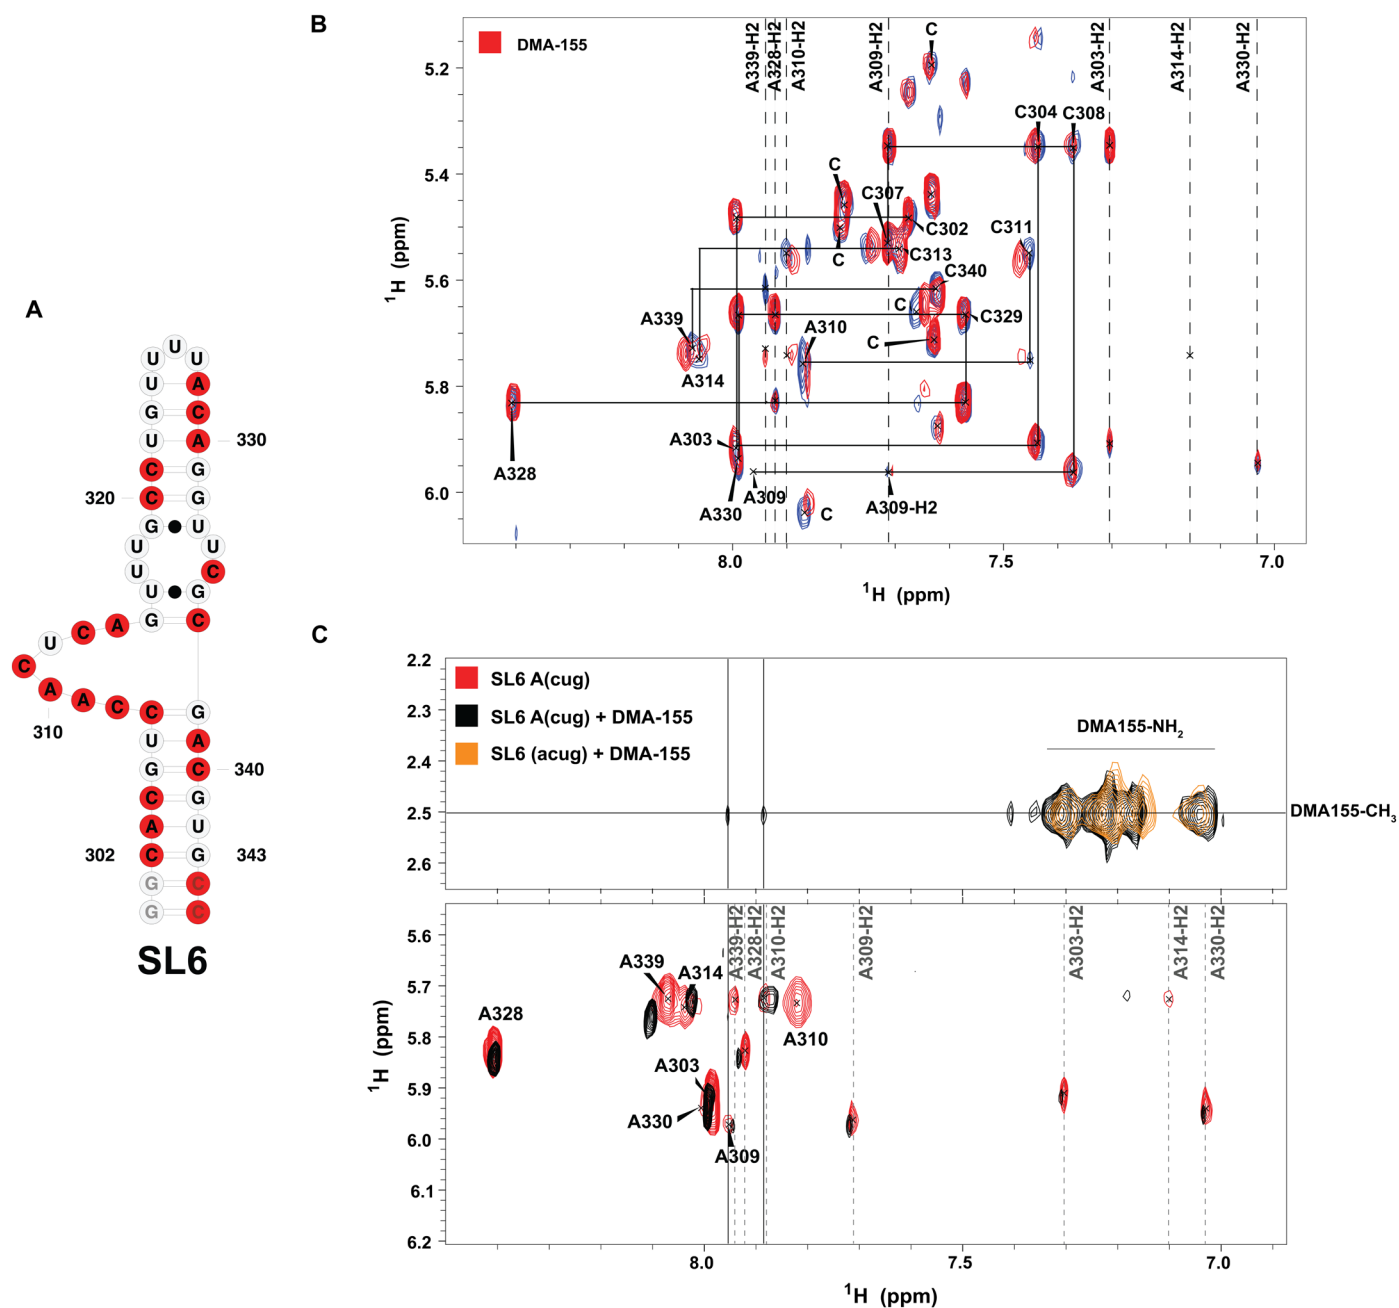 A
U
U U
U A
G C
U A
330
C G
320
C G
G U
U U
U C
U G
G C
A
C
U
C
A
A
C
C G
310
U A
G C
340
C G
A U
302
C G
343
G C
G C
SL6
B
DMA-155
A339-H2
A328-H2
A310-H2
A309-H2
A303-H2
A314-H2
A330-H2
C
C304 C308
C
C307
C302
C311
C
C313
C340
C
C329
A339
A310
C
A314
A303
A328
A330
A309
A309-H2
C
5.2
5.4
5.6
5.8
6.0
1H (ppm)
8.0 7.5 7.0
1H (ppm)
C
SL6 A(cug)
SL6 A(cug) + DMA-155
SL6 (acug) + DMA-155
DMA155-NH2
DMA155-CH3
2.2
2.3
2.4
2.5
2.6
A339-H2
A328-H2
A310-H2
A309-H2
A303-H2
A314-H2
A330-H2
A339
A314
A328
A310
A303
A330
A309
5.6
5.7
5.8
5.9
6.0
6.1
6.2
1H (ppm)
8.0 7.5 7.0
1H (ppm)